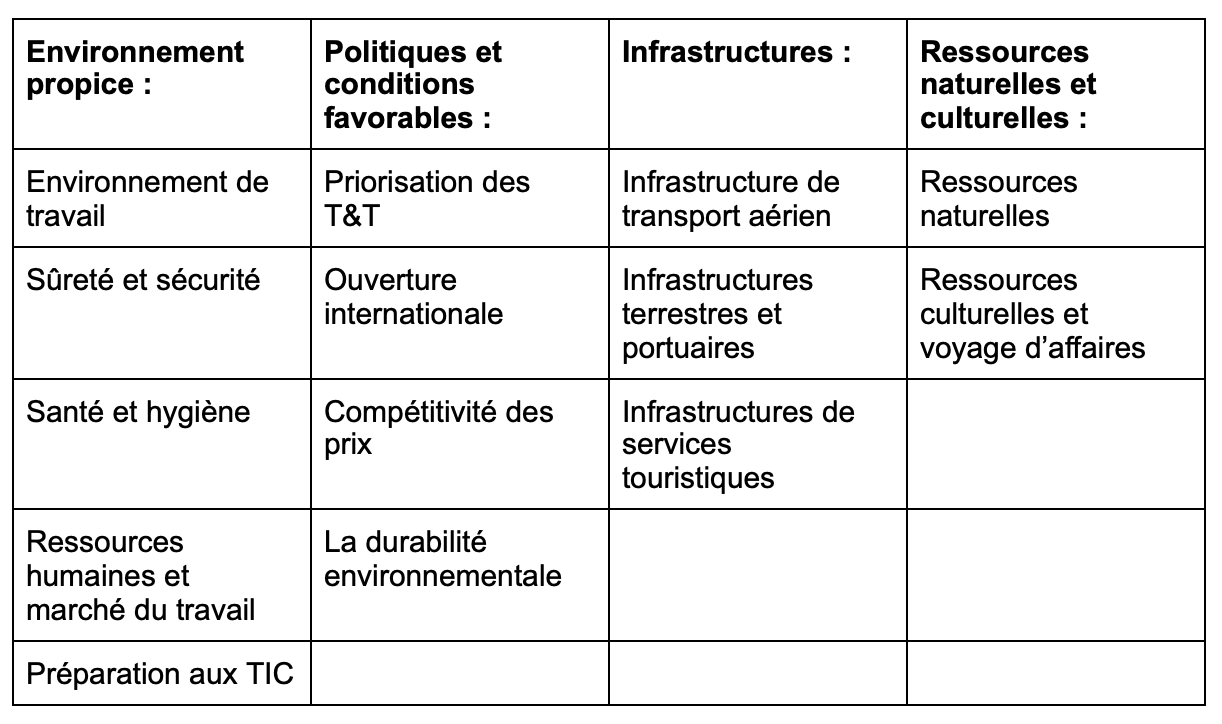 Environnement
propice :
Politiques et
conditions
favorables :
Infrastructures :
Ressources
naturelles et
culturelles :
Environnement de
travail
Priorisation des
T&T
Infrastructure de
transport aérien
Ressources
naturelles
Sûreté et sécurité
Ouverture
internationale
Infrastructures
terrestres et
portuaires
Ressources
culturelles et
voyage d’affaires
Santé et hygiène
Compétitivité des
prix
Infrastructures de
services
touristiques
Ressources
humaines et
marché du travail
La durabilité
environnementale
Préparation aux TIC